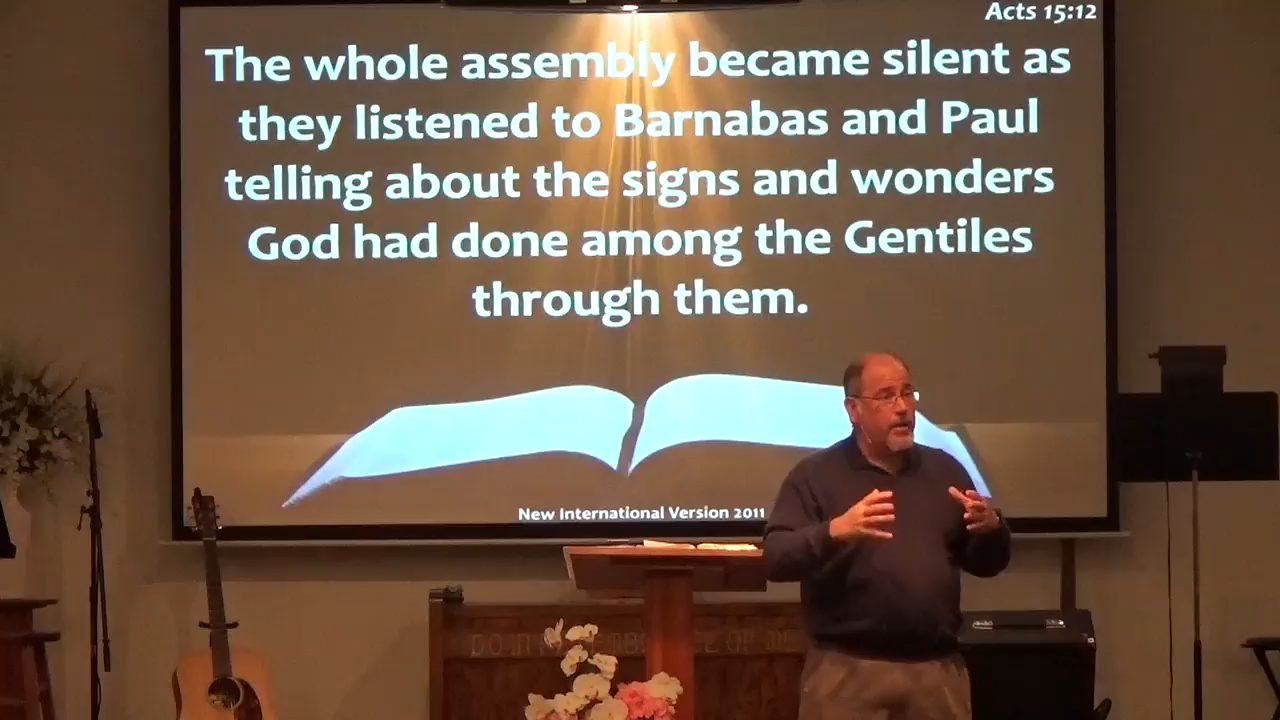 Acts 15:12
The whole assembly became silent as
they listened to Barnabas and Paul
telling about the signs and wonders
God had done among the Gentiles
through them.
New International Version 2011
OF